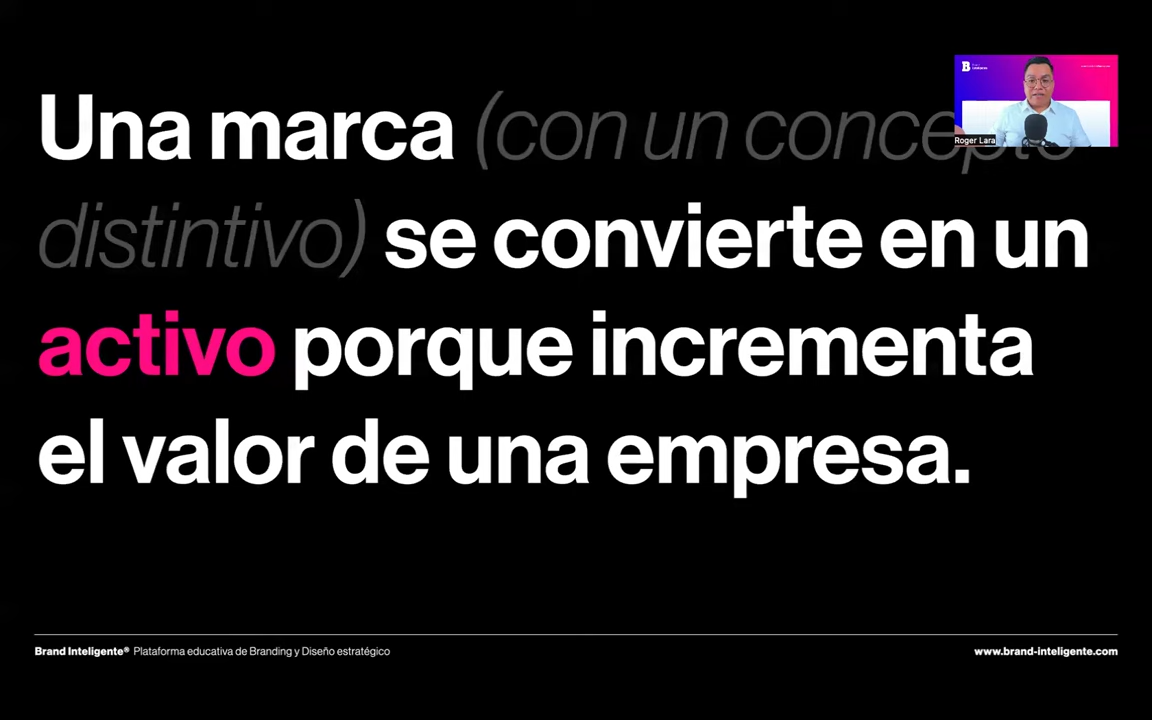 Una marca (con un concepto
distintivo) se convierte en un
activo porque incrementa
el valor de una empresa.
Roger Lara
Brand Inteligente® Plataforma educativa de Branding y Diseño estratégico
www.brand-inteligente.com